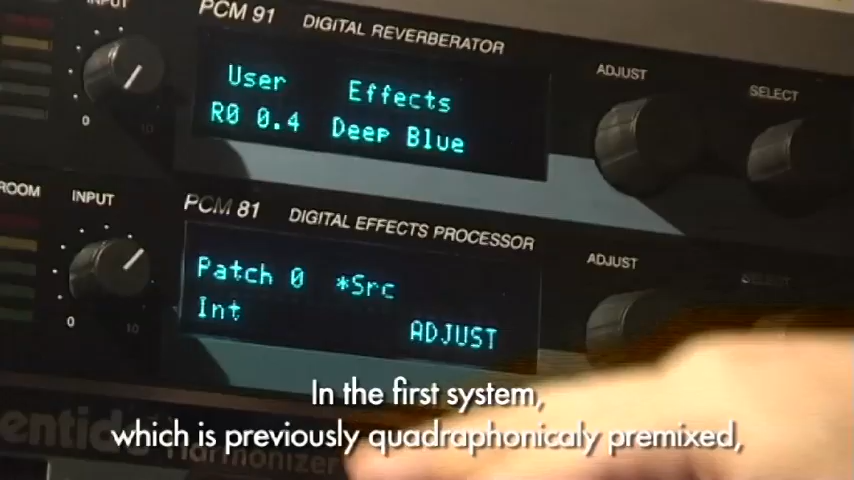 INPUT
PCM 91 DIGITAL REVERBERATOR
User Effects
R0 0.4 Deep Blue
ADJUST
SELECT
0
10
ROOM
INPUT
PCM 81 DIGITAL EFFECTS PROCESSOR
Patch 0 *Src
Int
ADJUST
ADJUST
SELECT
0
10
Harmonizer
In the first system,
which is previously quadraphonicaly premixed,